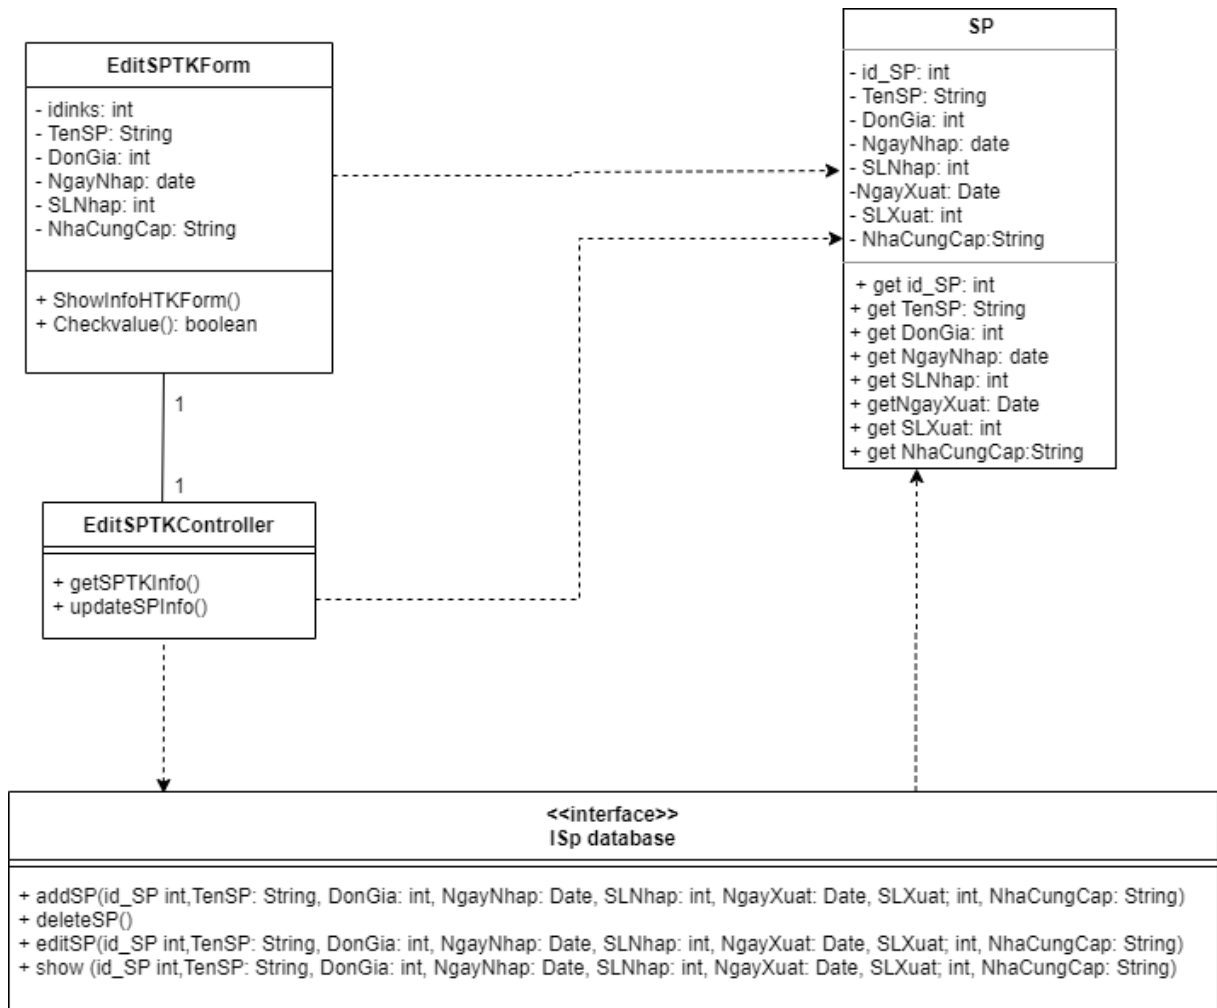 EditSPTKForm
- idinks: int
- TenSP: String
- DonGia: int
- NgayNhap: date
- SLNhap: int
- NhaCungCap: String
+ ShowInfoHTKForm()
+ Checkvalue(): boolean
1
1
EditSPTKController
+ getSPTKInfo()
+ updateSPInfo()
SP
- id_SP: int
- TenSP: String
- DonGia: int
- NgayNhap: date
- SLNhap: int
-NgayXuat: Date
- SLXuat: int
- NhaCungCap:String
+ get id_SP: int
+ get TenSP: String
+ get DonGia: int
+ get NgayNhap: date
+ get SLNhap: int
+ getNgayXuat: Date
+ get SLXuat: int
+ get NhaCungCap:String
<<interface>>
ISp database
+ addSP(id_SP int,TenSP: String, DonGia: int, NgayNhap: Date, SLNhap: int, NgayXuat: Date, SLXuat; int, NhaCungCap: String)
+ deleteSP()
+ editSP(id_SP int,TenSP: String, DonGia: int, NgayNhap: Date, SLNhap: int, NgayXuat: Date, SLXuat; int, NhaCungCap: String)
+ show (id_SP int,TenSP: String, DonGia: int, NgayNhap: Date, SLNhap: int, NgayXuat: Date, SLXuat; int, NhaCungCap: String)